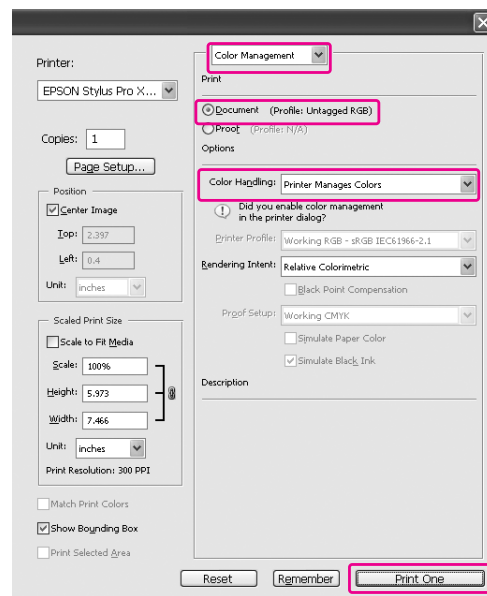 Printer:
EPSON Stylus Pro X...
Copies: 1
Page Setup...
Position
Center Image
Top: 2.397
Left: 0.4
Unit: inches
Scaled Print Size
Scale to Fit Media
Scale: 100%
Height: 5.973
Width: 7.466
Unit: inches
Print Resolution: 300 PPI
Match Print Colors
Show Bounding Box
Print Selected Area
Color Management
Print
Document (Profile: Untagged RGB)
Proof (Profile: N/A)
Options
Color Handling: Printer Manages Colors
Did you enable color management
in the printer dialog?
Printer Profile: Working RGB - sRGB IEC61966-2.1
Rendering Intent: Relative Colorimetric
Black Point Compensation
Proof Setup: Working CMYK
Simulate Paper Color
Simulate Black Ink
Description
Reset Remember Print One